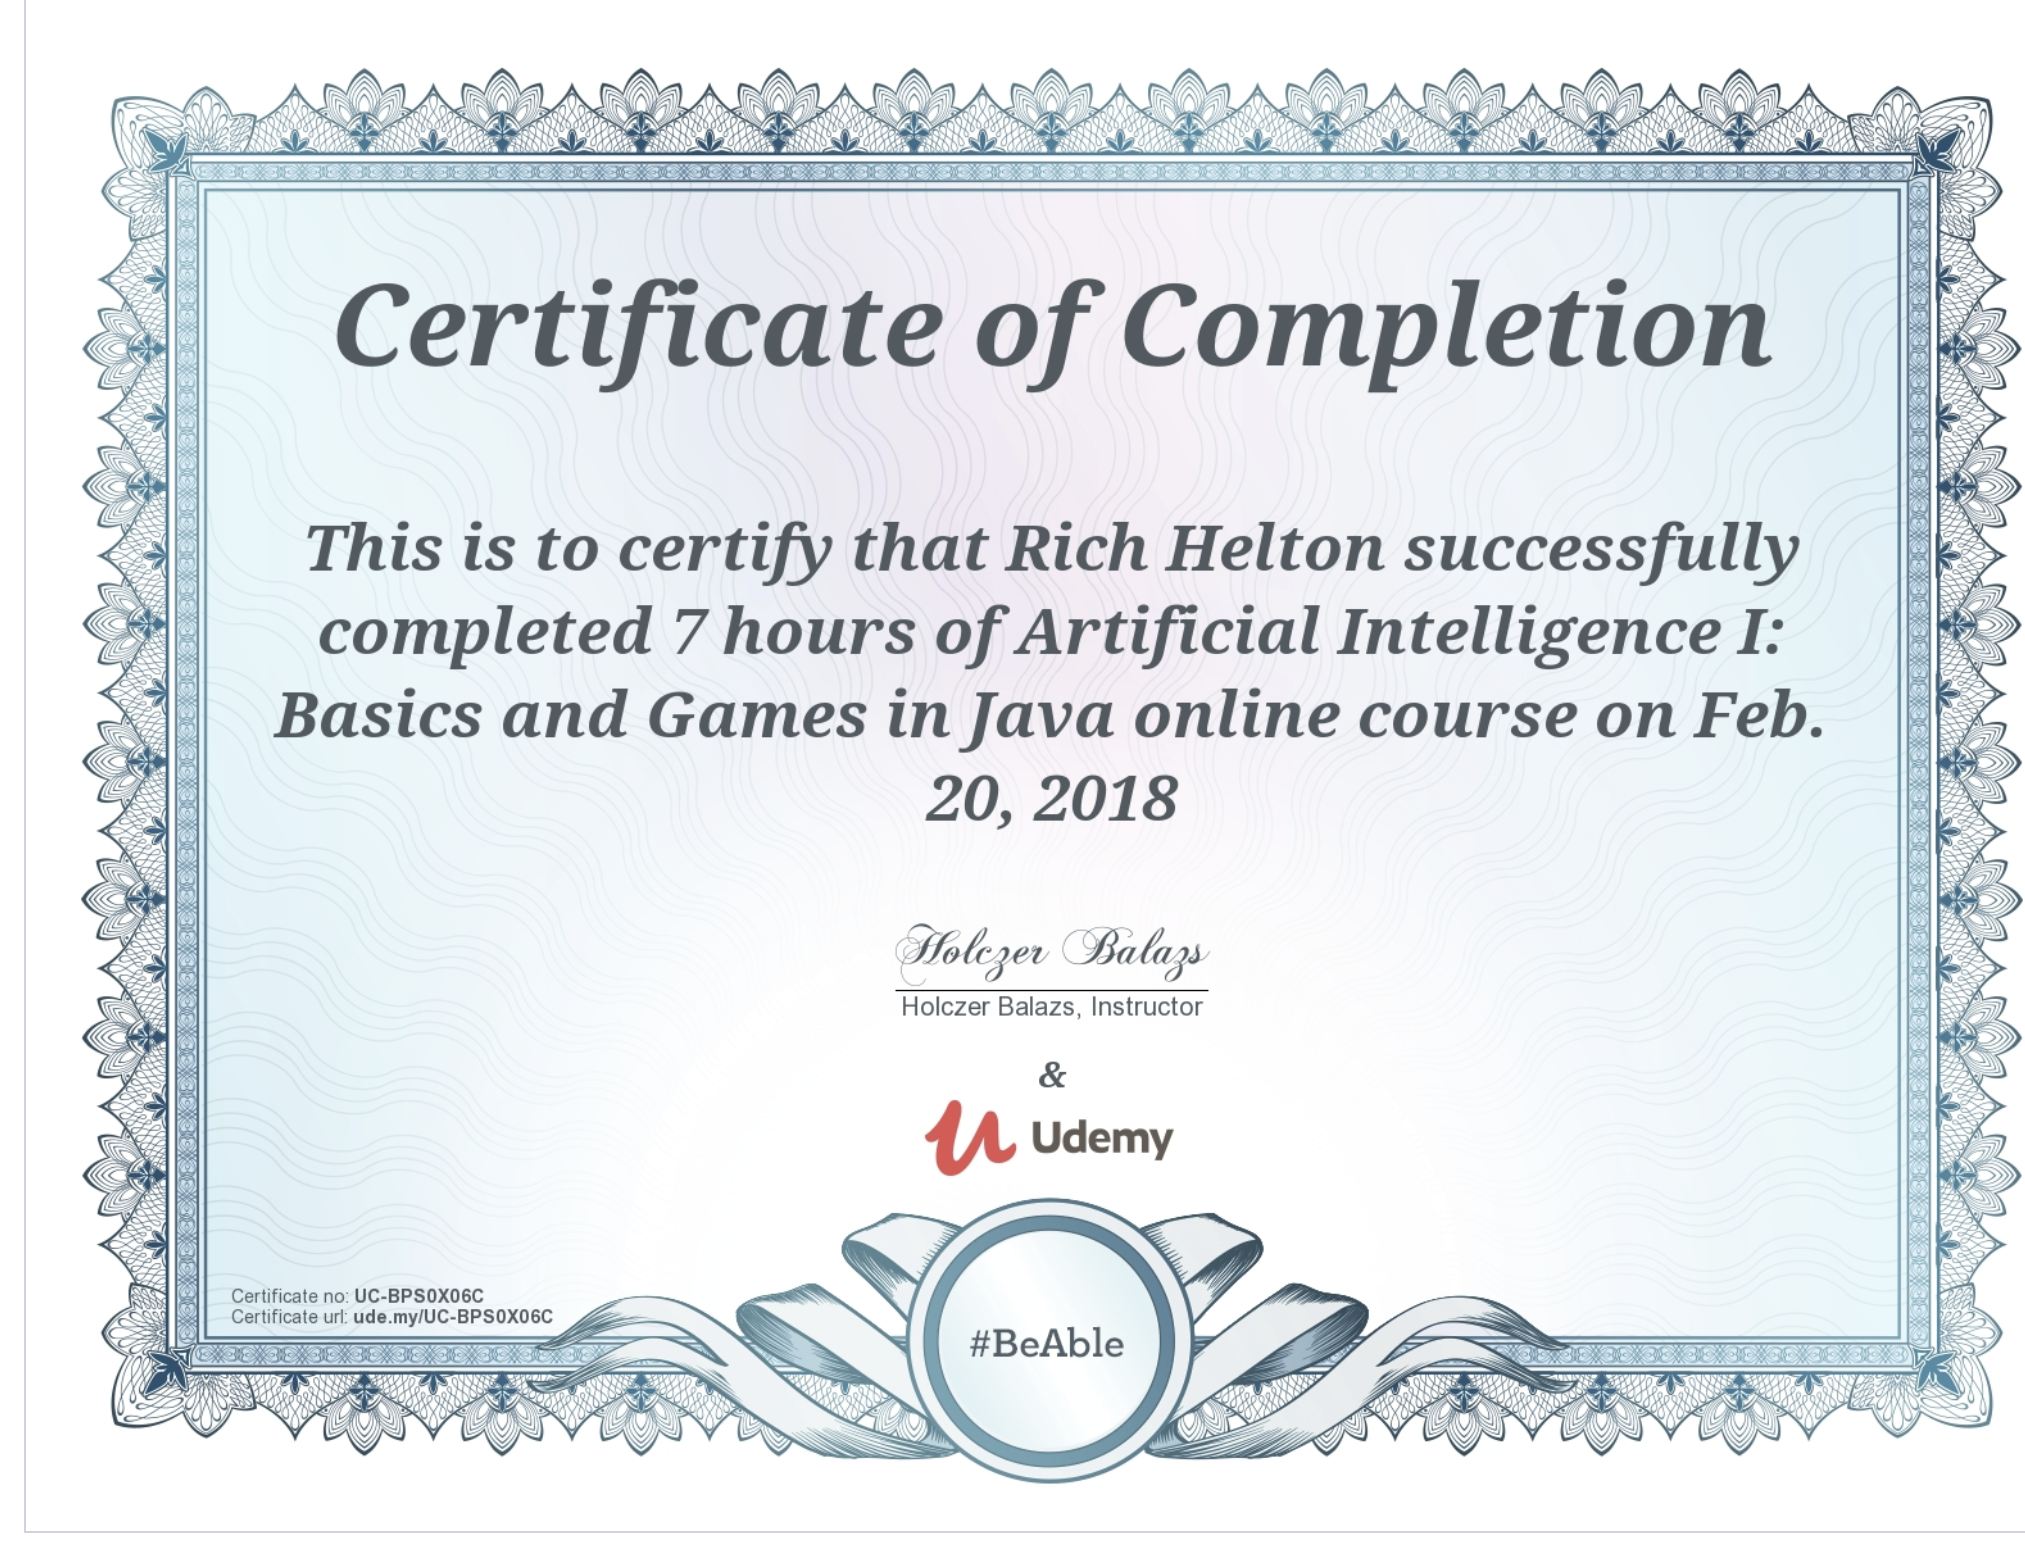 Certificate of Completion
This is to certify that Rich Helton successfully
completed 7 hours of Artificial Intelligence I:
Basics and Games in Java online course on Feb.
20, 2018
Holczer Balazs
Holczer Balazs, Instructor
&
Udemy
Certificate no: UC-BPS0X06C
Certificate url: ude.my/UC-BPS0X06C
#BeAble